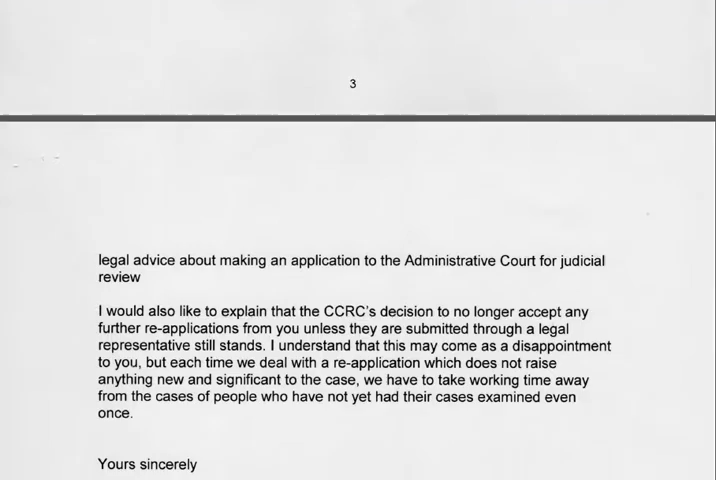 3
legal advice about making an application to the Administrative Court for judicial
review
I would also like to explain that the CCRC's decision to no longer accept any
further re-applications from you unless they are submitted through a legal
representative still stands. I understand that this may come as a disappointment
to you, but each time we deal with a re-application which does not raise
anything new and significant to the case, we have to take working time away
from the cases of people who have not yet had their cases examined even
once.
Yours sincerely